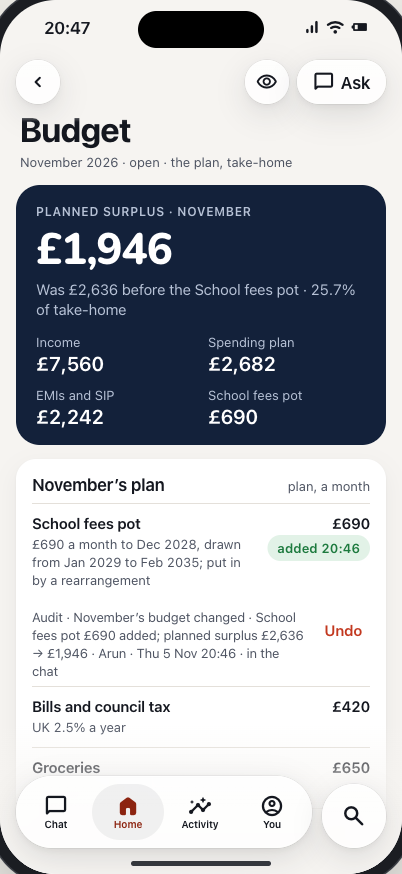 20:47
Ask
Budget
November 2026 · open · the plan, take-home
PLANNED SURPLUS · NOVEMBER
£1,946
Was £2,636 before the School fees pot · 25.7%
of take-home
Income
Spending plan
£7,560
£2,682
EMIs and SIP
School fees pot
£2,242
£690
November’s plan
plan, a month
School fees pot
£690
£690 a month to Dec 2028, drawn
from Jan 2029 to Feb 2035; put in
by a rearrangement
added 20:46
Audit · November’s budget changed · School
fees pot £690 added; planned surplus £2,636
→ £1,946 · Arun · Thu 5 Nov 20:46 · in the
chat
Undo
Bills and council tax
£420
UK 2.5% a year
Groceries
£650
Chat
Home
Activity
You